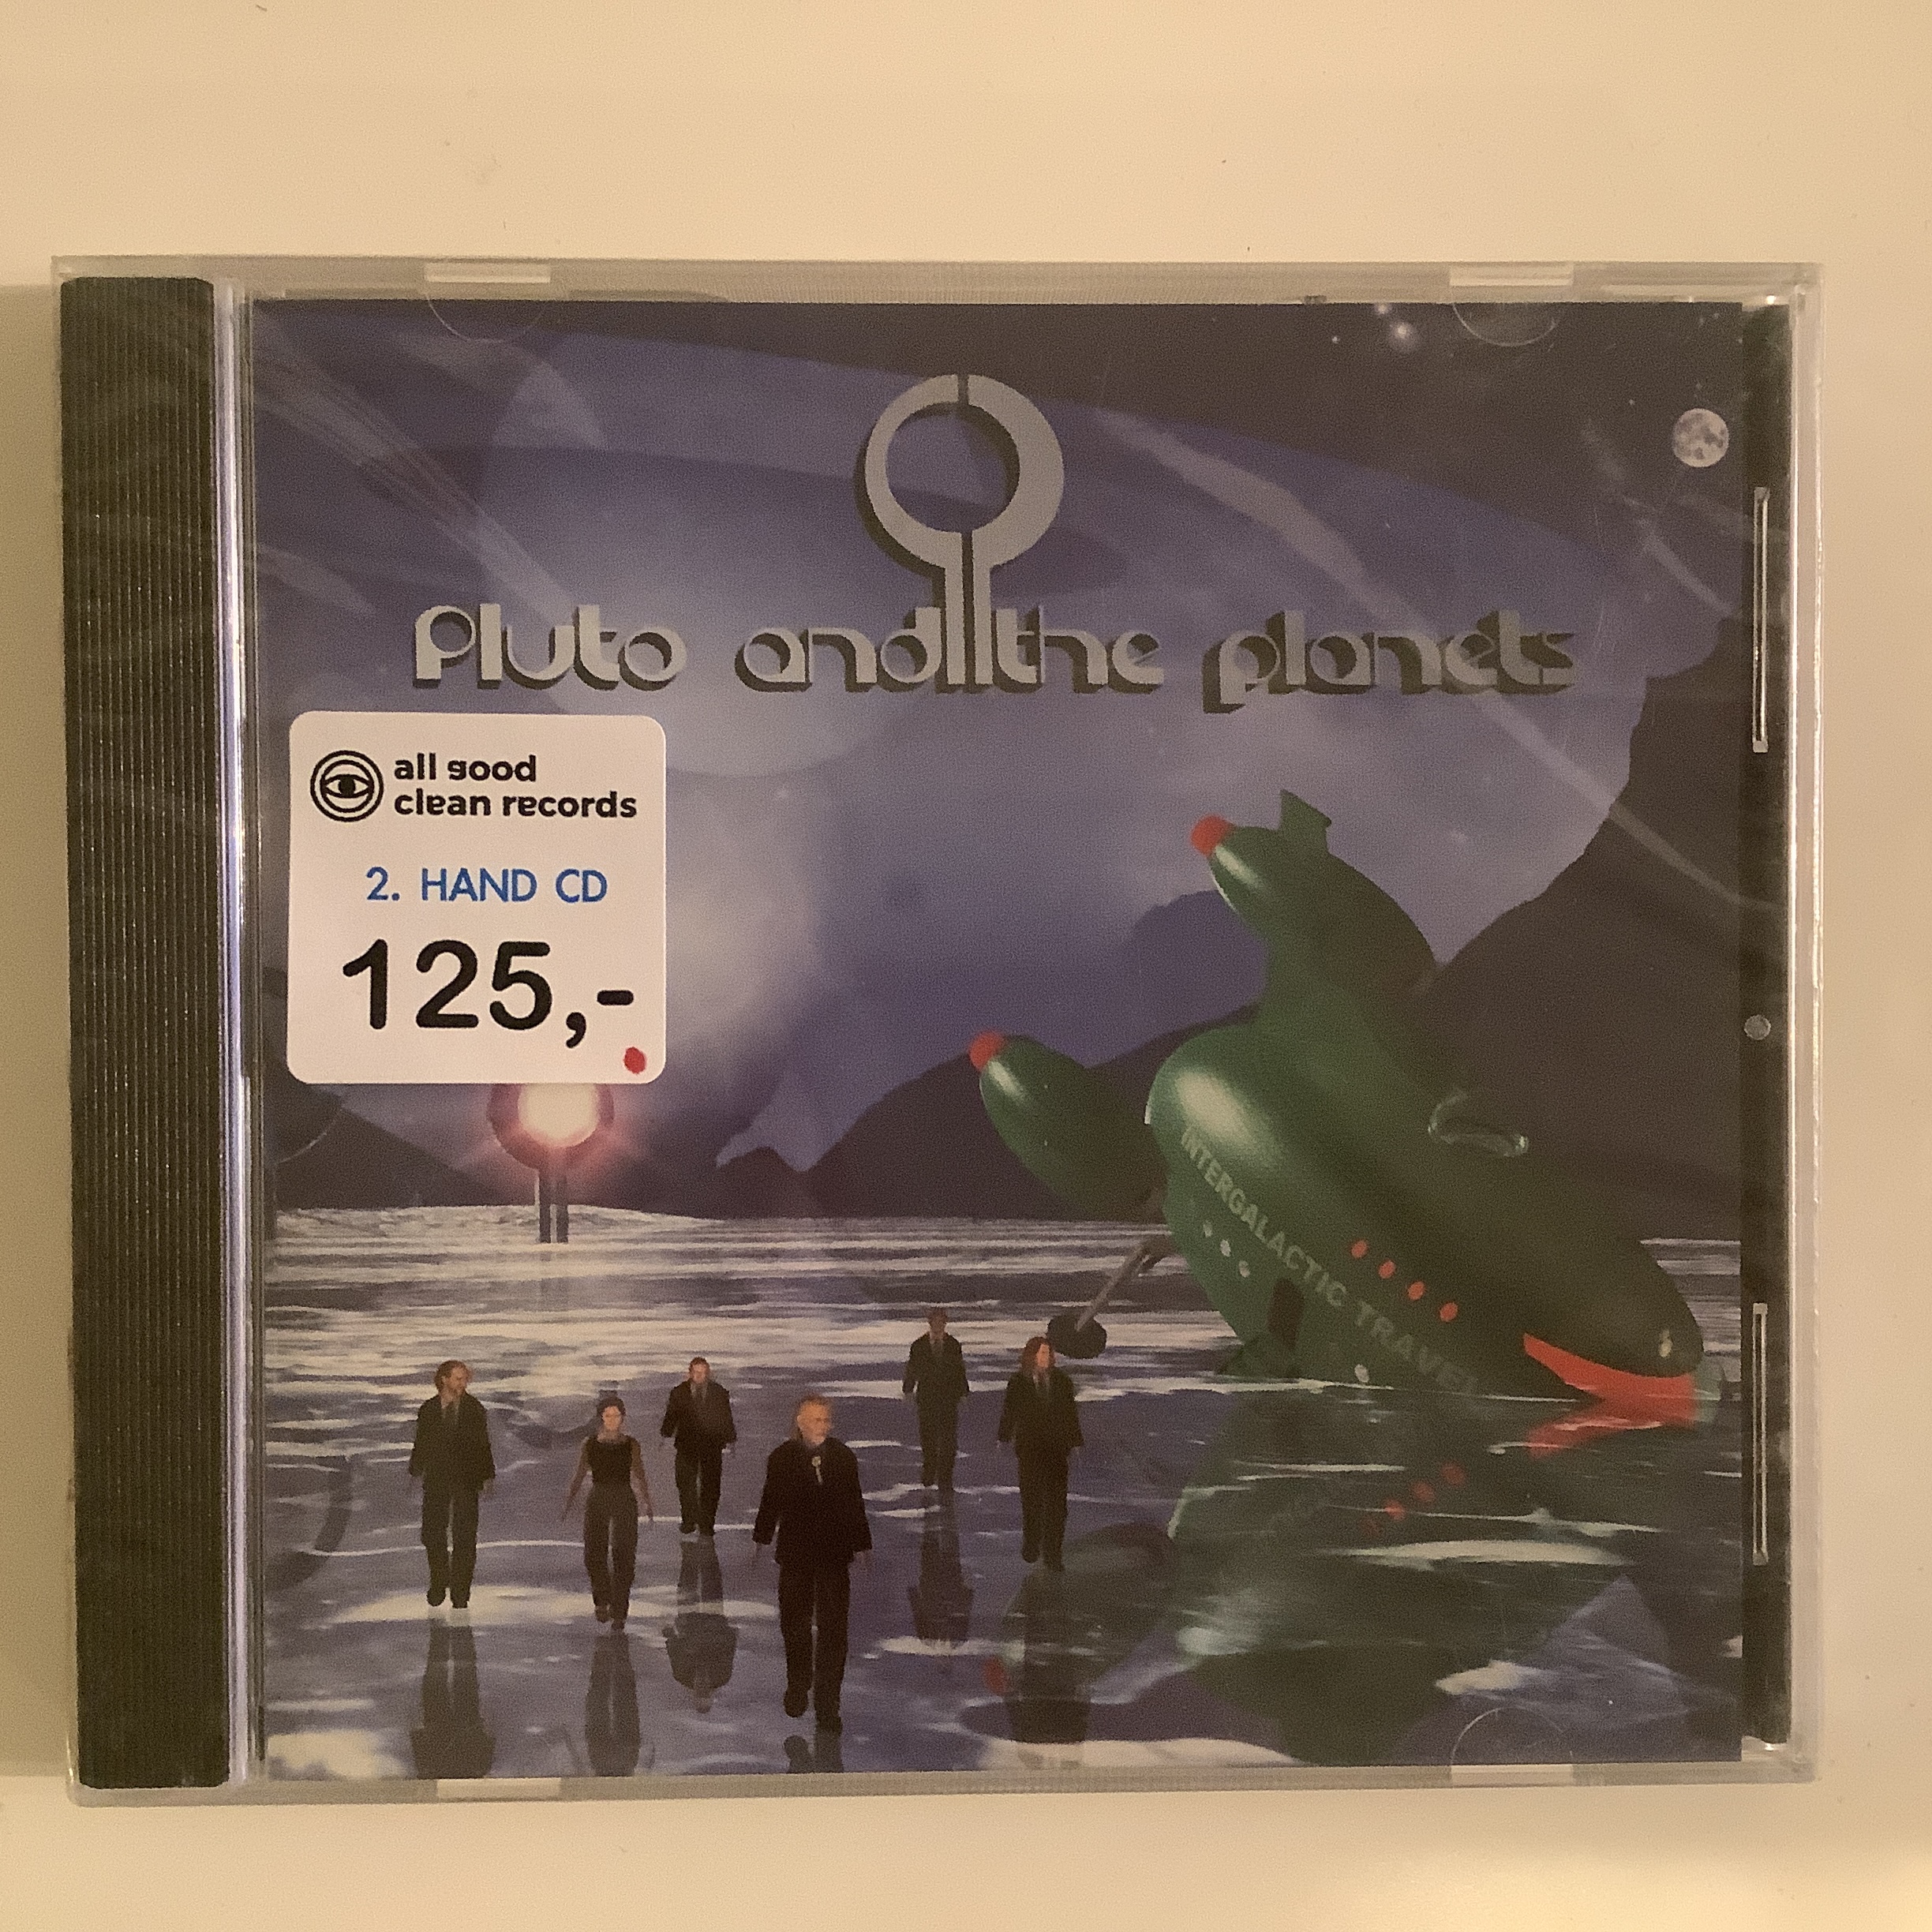 Pluto and the planets
all good
clean records
2. HAND CD
125,-
INTERGALACTIC TRAVEL